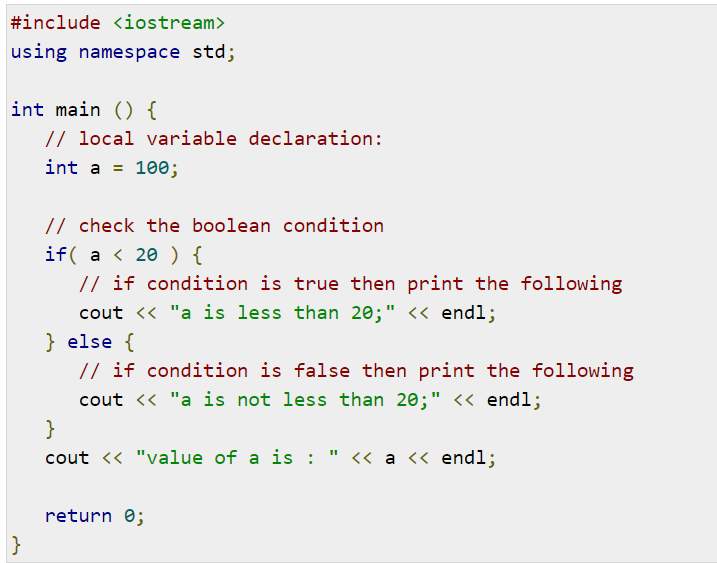 #include <iostream>
using namespace std;
int main () {
// local variable declaration:
int a = 100;
// check the boolean condition
if( a < 20 ) {
// if condition is true then print the following
cout << "a is less than 20;" << endl;
} else {
// if condition is false then print the following
cout << "a is not less than 20;" << endl;
}
cout << "value of a is : " << a << endl;
return 0;
}